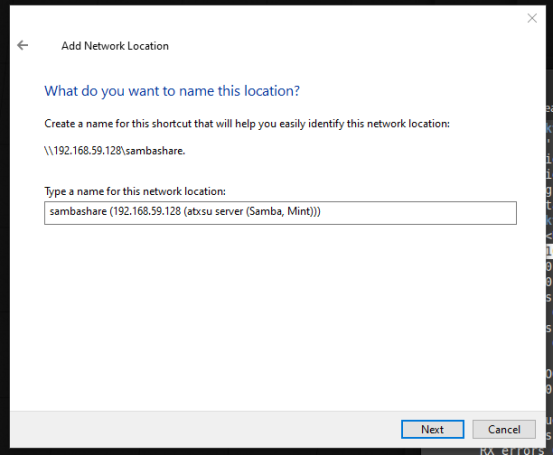 Add Network Location
What do you want to name this location?
Create a name for this shortcut that will help you easily identify this network location:
\\192.168.59.128\sambashare.
Type a name for this network location:
sambashare (192.168.59.128 (atxsu server (Samba, Mint)))
Next
Cancel
RX errors